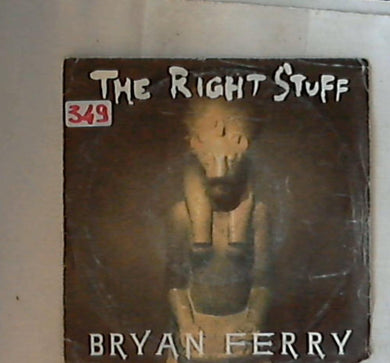 THE RIGHT STUFF
349
BRYAN FERRY